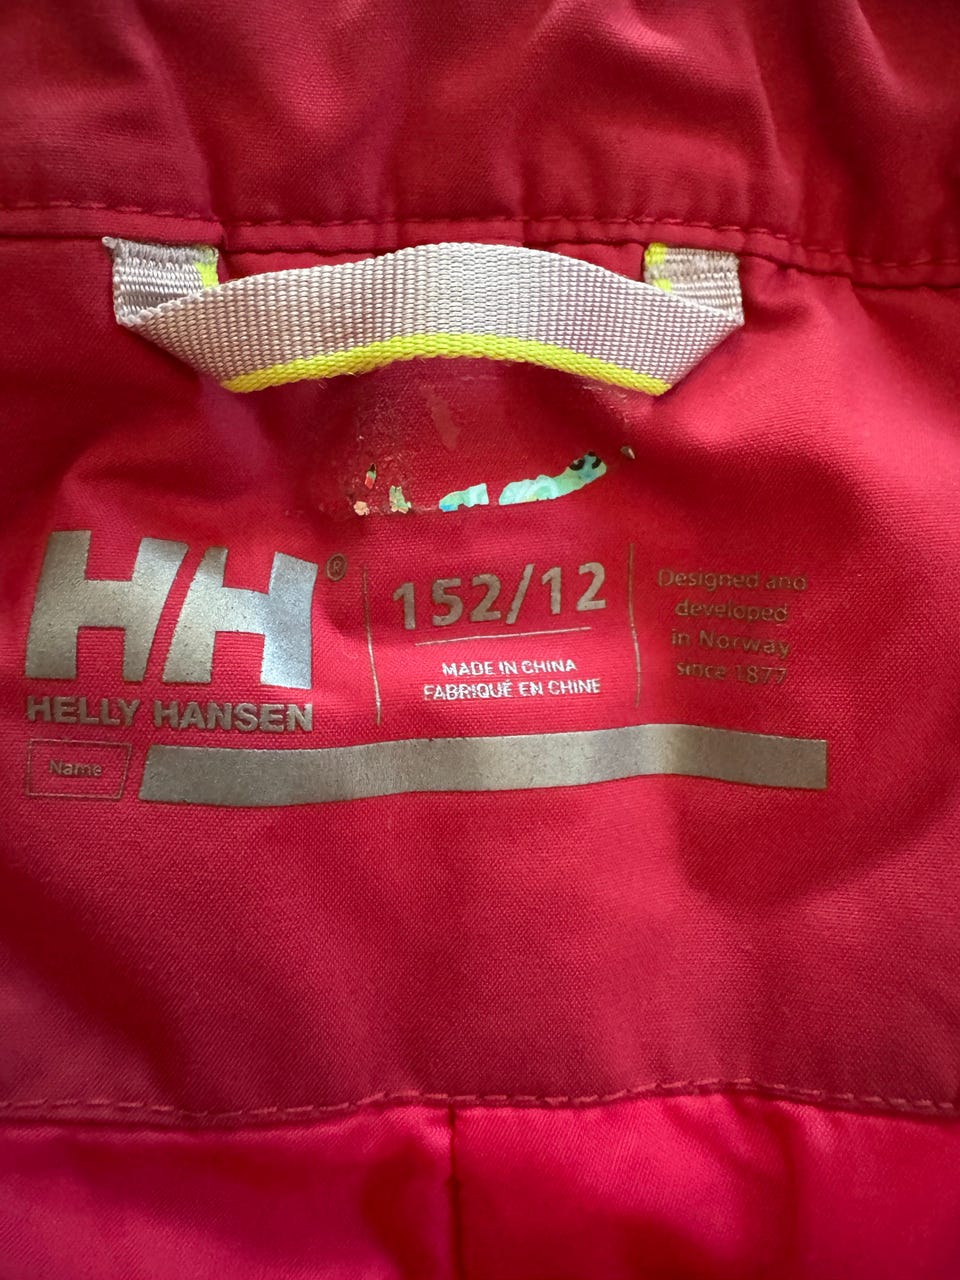 HH®
HELLY HANSEN
152/12
MADE IN CHINA
FABRIQUÉ EN CHINE
Designed and
developed
in Norway
since 1877
Name